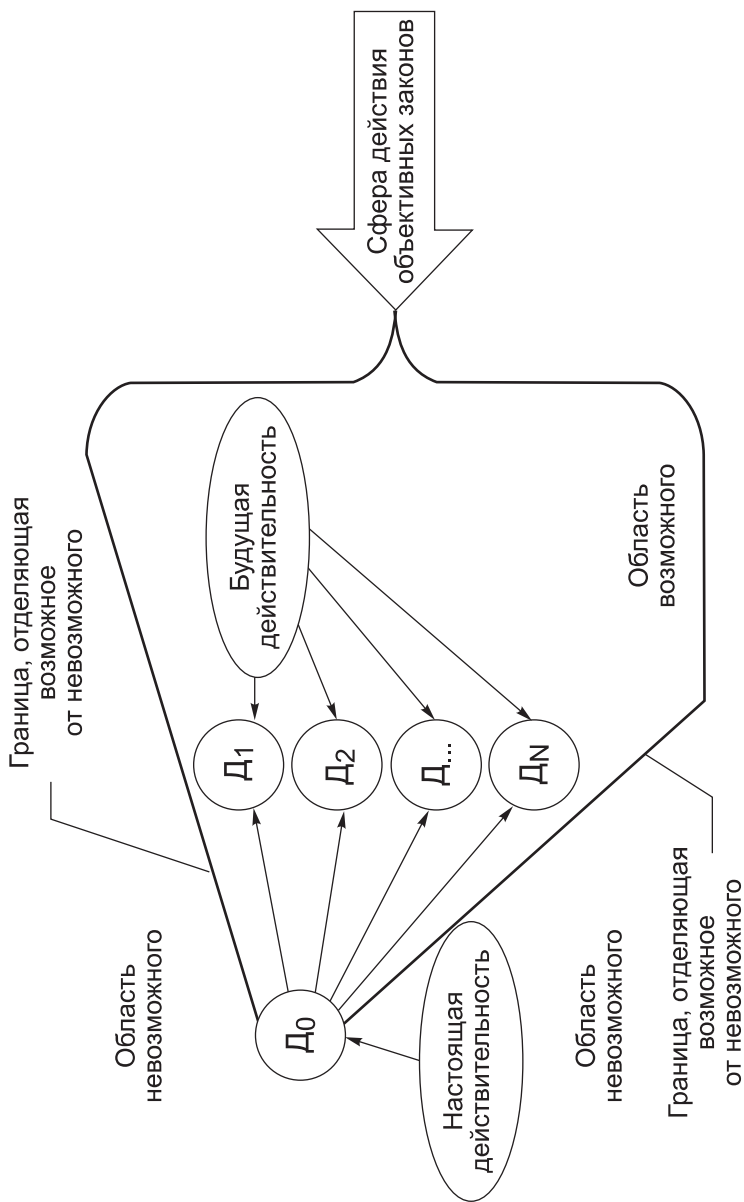 Граница, отделяющая
возможное
от невозможного
Область
невозможного
Сфера действия
объективных законов
Будущая
действительность
Д1
Д2
Д...
ДN
Д0
Область
возможного
Настоящая
действительность
Область
невозможного
Граница, отделяющая
возможное
от невозможного